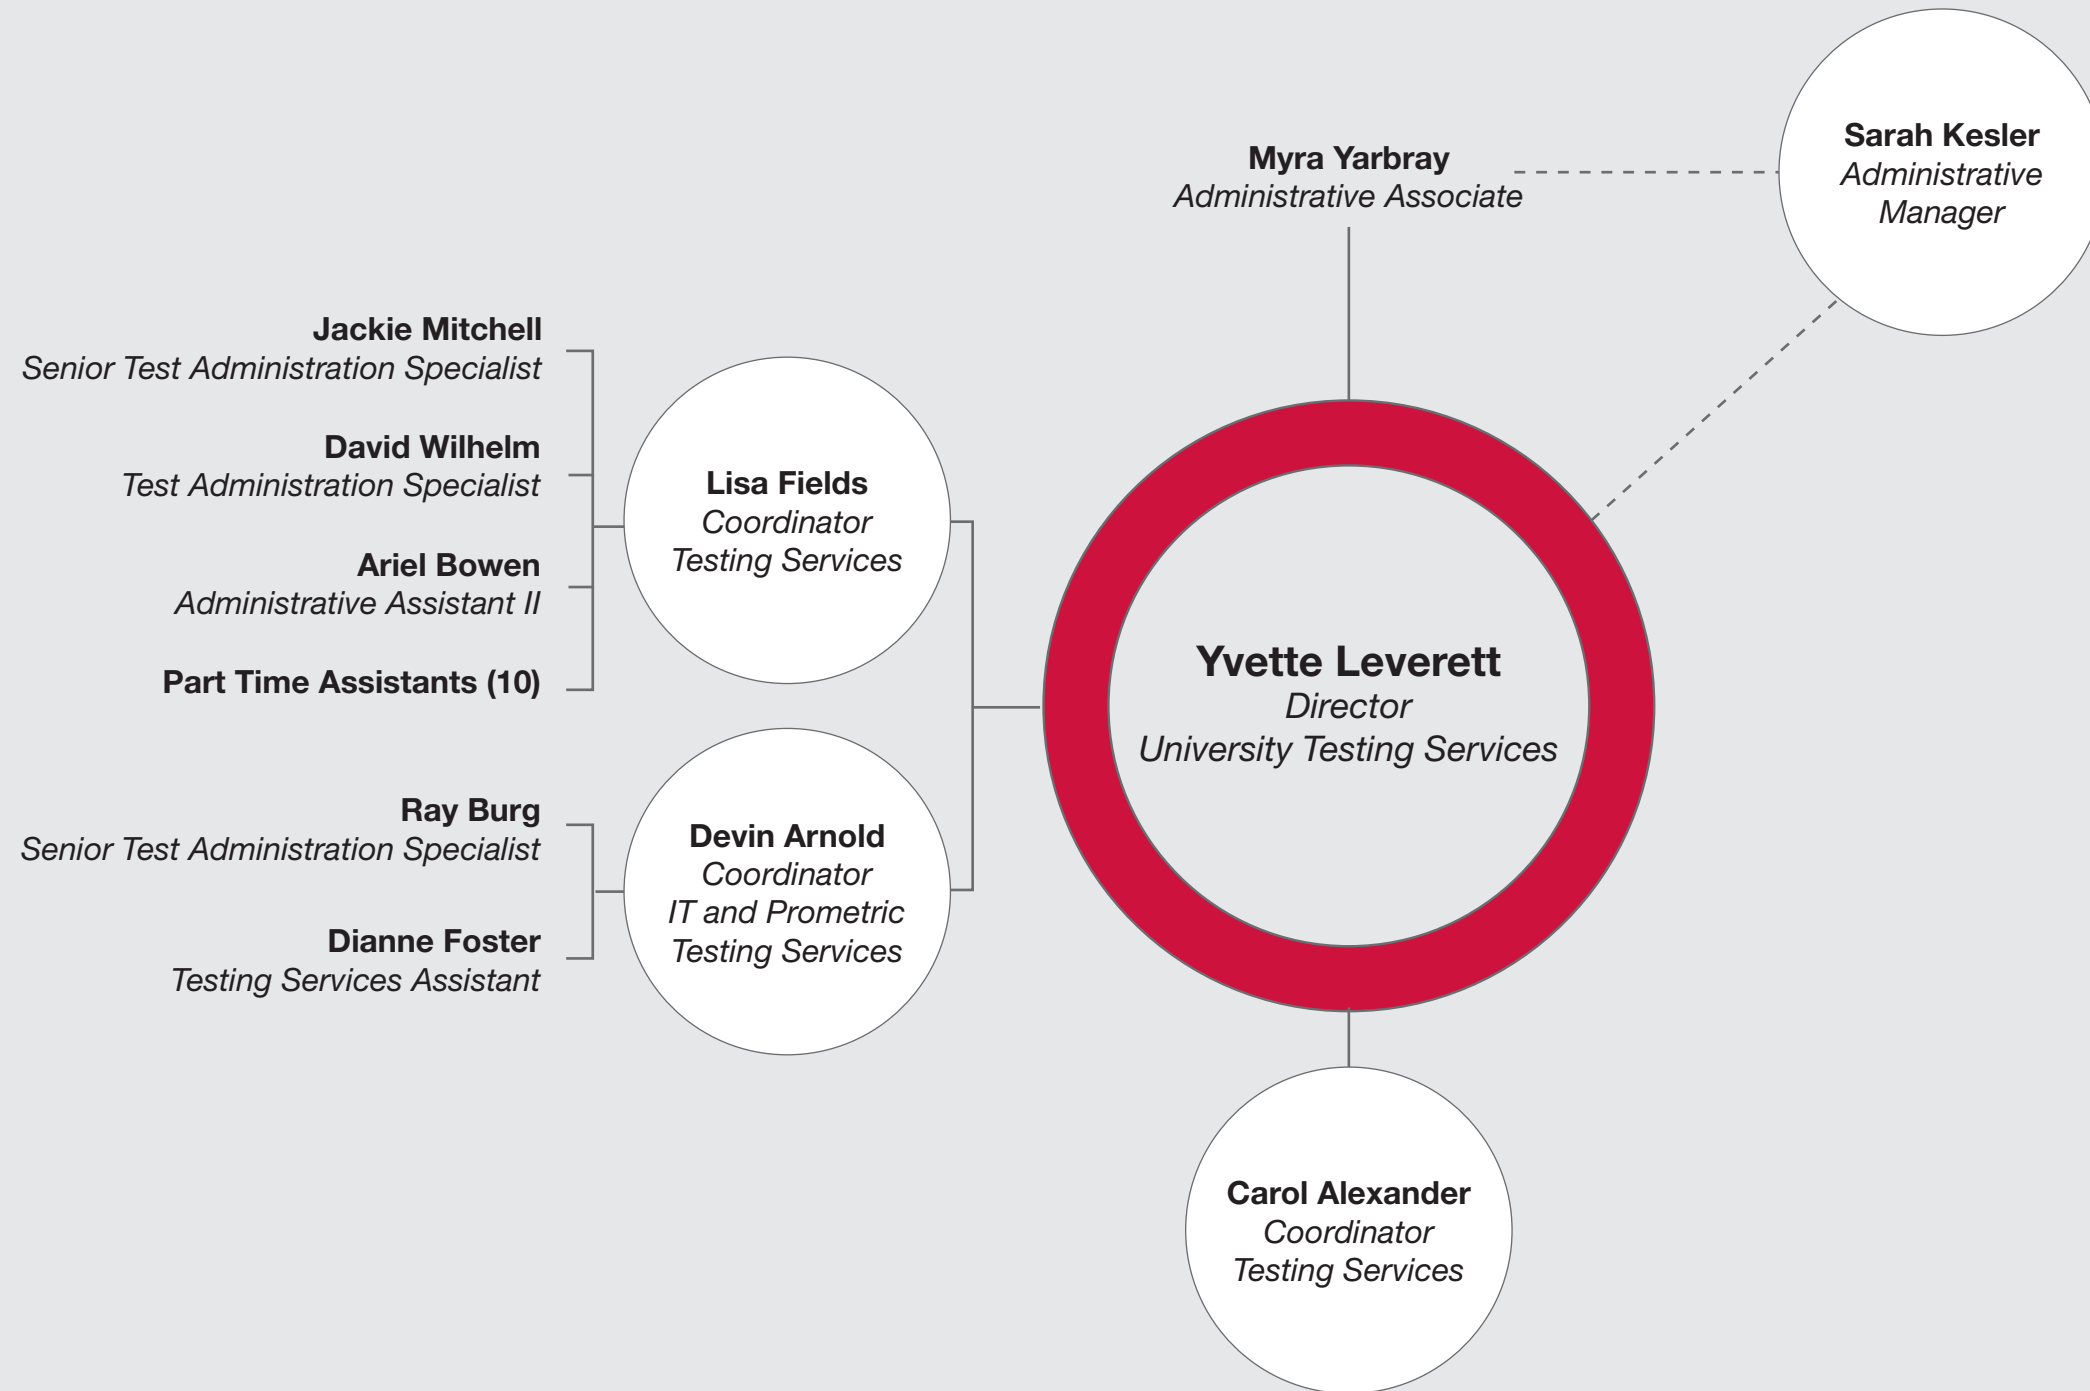 Sarah Kesler
Administrative
Manager
Myra Yarbray
Administrative Associate
Jackie Mitchell
Senior Test Administration Specialist
David Wilhelm
Test Administration Specialist
Ariel Bowen
Administrative Assistant II
Part Time Assistants (10)
Lisa Fields
Coordinator
Testing Services
Yvette Leverett
Director
University Testing Services
Ray Burg
Senior Test Administration Specialist
Dianne Foster
Testing Services Assistant
Devin Arnold
Coordinator
IT and Prometric
Testing Services
Carol Alexander
Coordinator
Testing Services